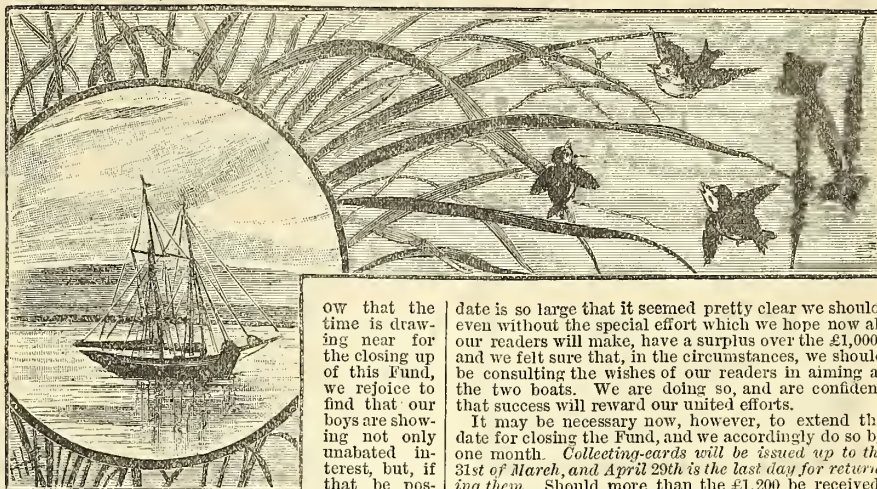 N
ow that the
time is draw-
ing near for
the closing up
of this Fund,
we rejoice to
find that our
boys are show-
ing not only
unabated in-
terest, but, if
that be pos-
date is so large that it seemed pretty clear we should
even without the special effort which we hope now al
our readers will make, have a surplus over the £1,000
and we felt sure that, in the circumstances, we should
be consulting the wishes of our readers in aiming a
the two boats. We are doing so, and are confiden
that success will reward our united efforts.
It may be necessary now, however, to extend th
date for closing the Fund, and we accordingly do so b
one month. Collecting-cards will be issued up to th
31st of March, and April 29th is the last day for return
ing them. Should more than the £1,200 be received